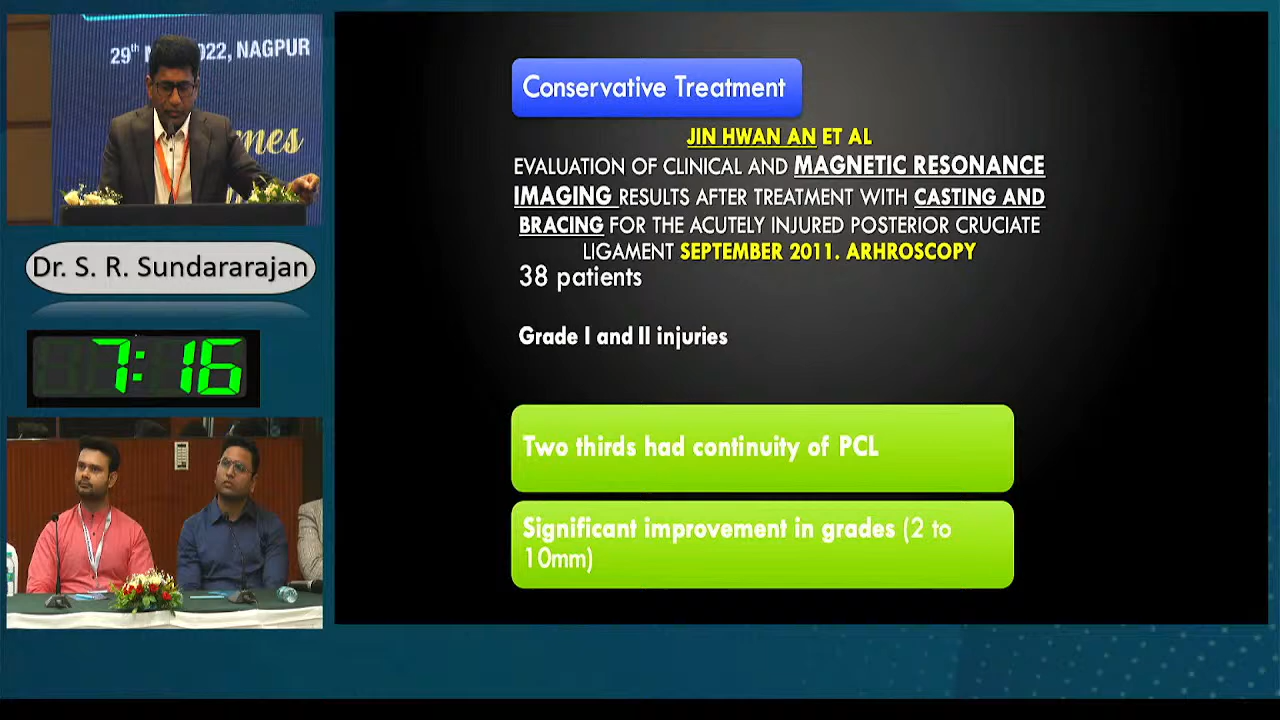 29th 022, NAGPUR
mes
Dr. S. R. Sundararajan
7:16
Conservative Treatment
JIN HWAN AN ET AL
EVALUATION OF CLINICAL AND MAGNETIC RESONANCE
IMAGING RESULTS AFTER TREATMENT WITH CASTING AND
BRACING FOR THE ACUTELY INJURED POSTERIOR CRUCIATE
LIGAMENT SEPTEMBER 2011. ARHROSCOPY
38 patients
Grade I and II injuries
Two thirds had continuity of PCL
Significant improvement in grades (2 to
10mm)